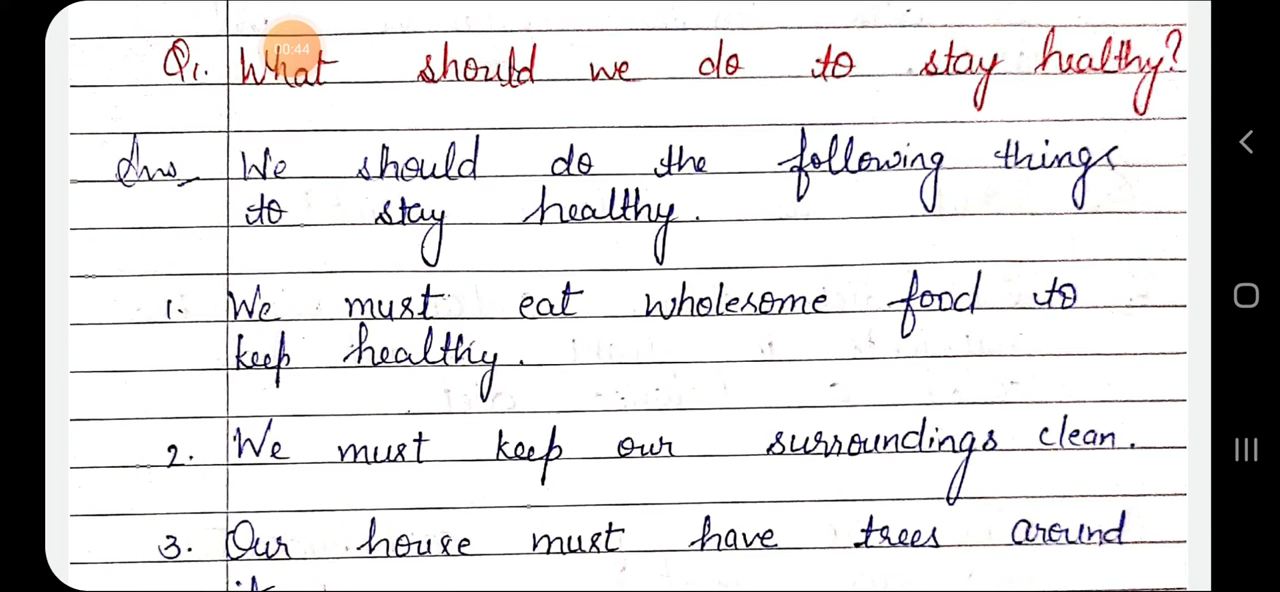 00:44
Q1. What should we do to stay healthy?
Ans_ We should do the following things
to stay healthy.
1. We must eat wholesome food to
keep healthy.
2. We must keep our surroundings clean.
3. Our house must have trees around